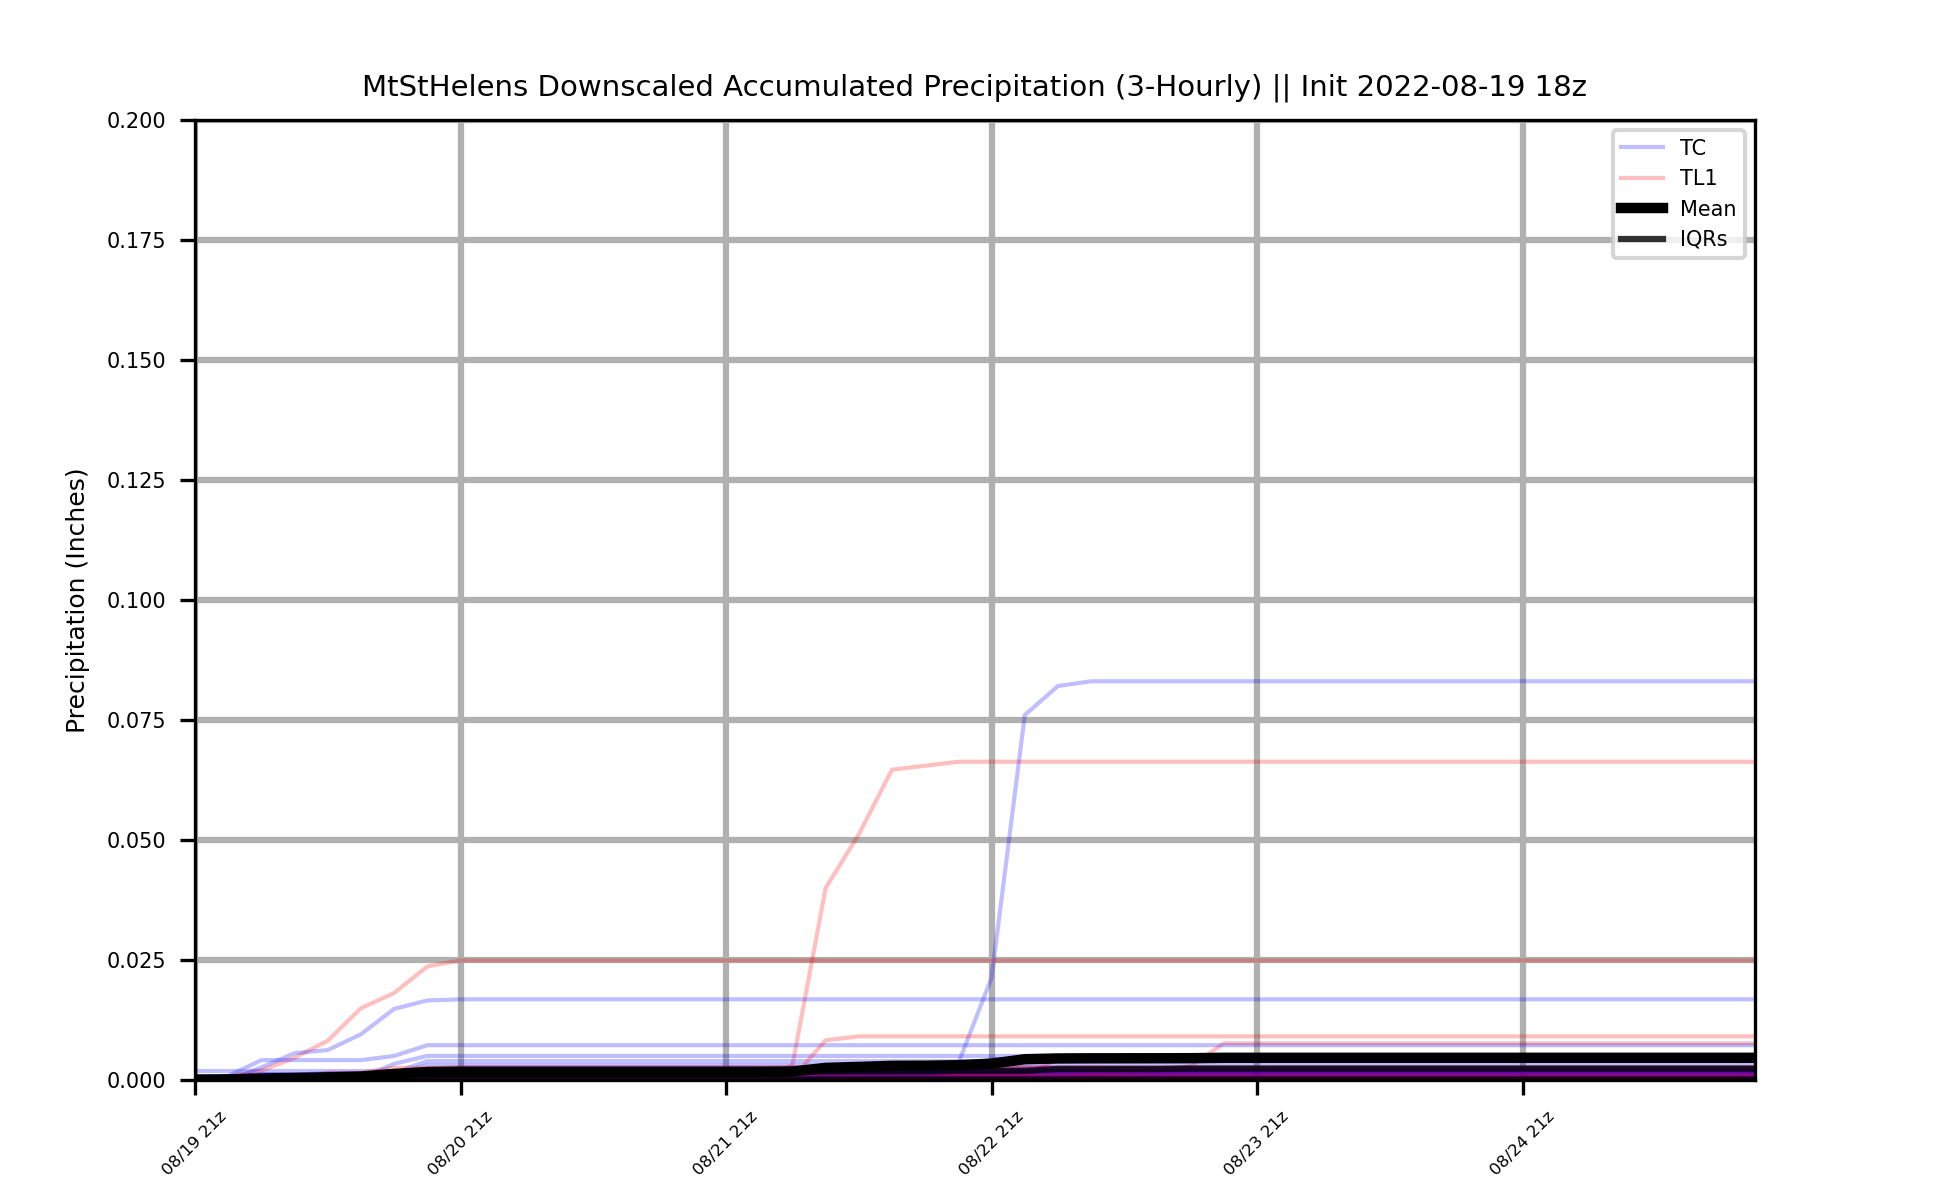 MtStHelens Downscaled Accumulated Precipitation (3-Hourly) || Init 2022-08-19 18z
TC
TL1
Mean
IQRs
Precipitation (Inches)
0.200
0.175
0.150
0.125
0.100
0.075
0.050
0.025
0.000
08/19 21z
08/20 21z
08/21 21z
08/22 21z
08/23 21z
08/24 21z